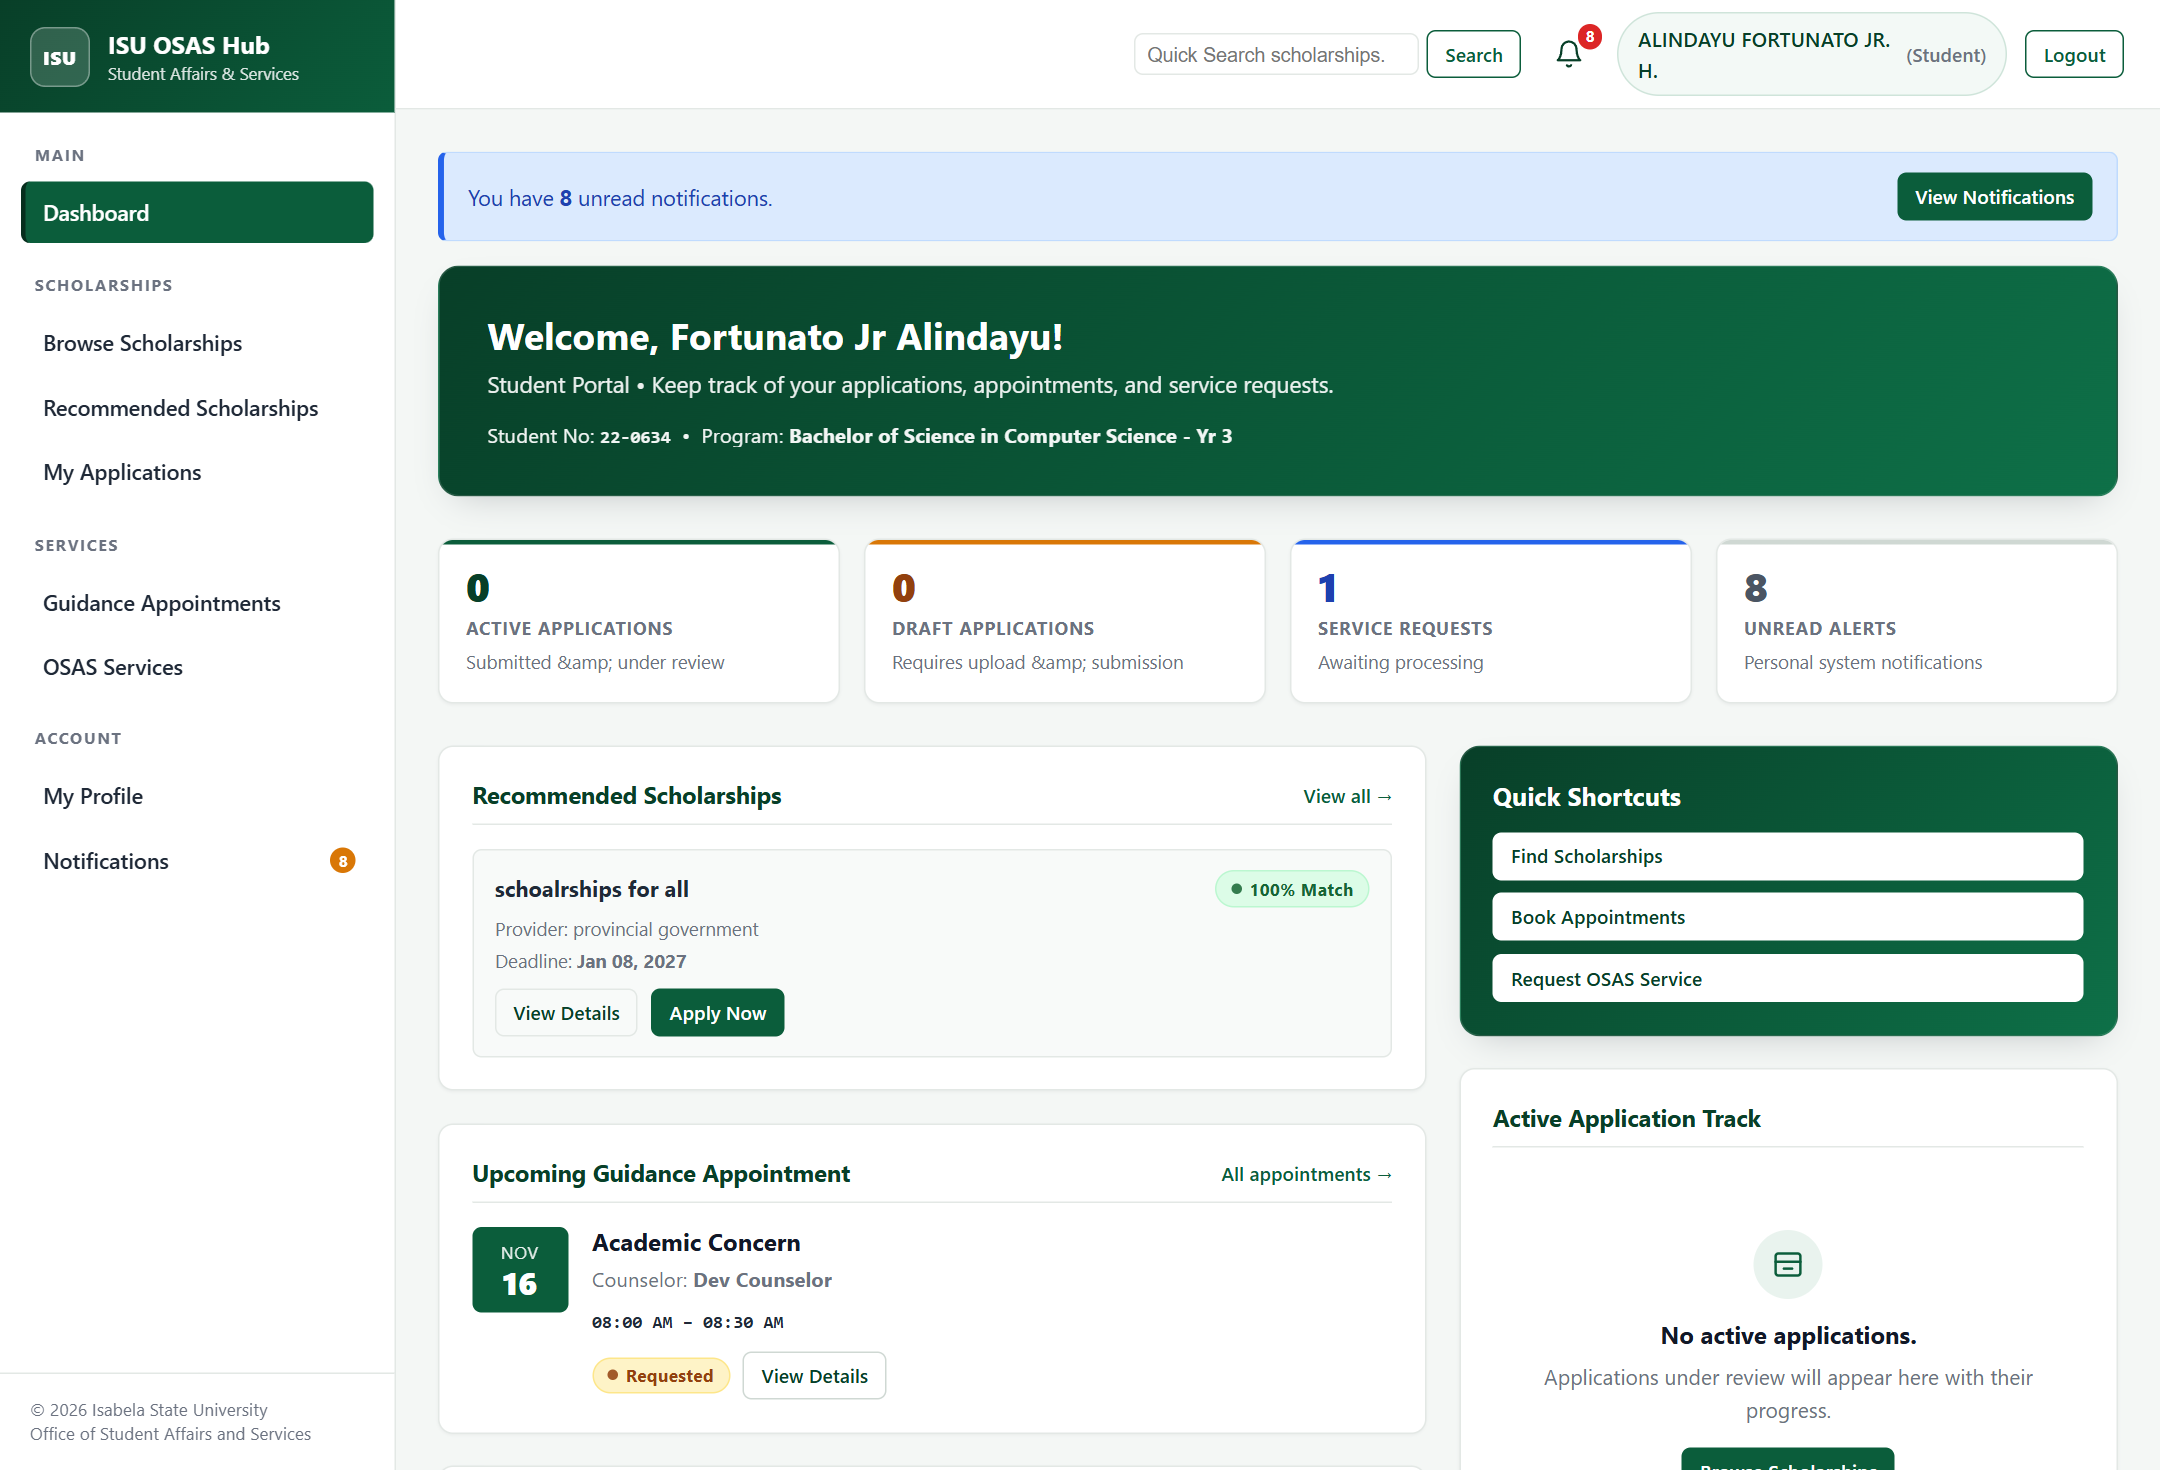 ISU
ISU OSAS Hub
Student Affairs & Services
Search
8
ALINDAYU FORTUNATO JR.
H.
(Student)
Logout
Quick Search scholarships.
MAIN
Dashboard
SCHOLARSHIPS
Browse Scholarships
Recommended Scholarships
My Applications
SERVICES
Guidance Appointments
OSAS Services
ACCOUNT
My Profile
Notifications
8
© 2026 Isabela State University
Office of Student Affairs and Services
You have 8 unread notifications.
View Notifications
Welcome, Fortunato Jr Alindayu!
Student Portal • Keep track of your applications, appointments, and service requests.
Student No: 22-0634 • Program: Bachelor of Science in Computer Science - Yr 3
0
ACTIVE APPLICATIONS
Submitted &amp; under review
0
DRAFT APPLICATIONS
Requires upload &amp; submission
1
SERVICE REQUESTS
Awaiting processing
8
UNREAD ALERTS
Personal system notifications
Recommended Scholarships
View all →
schoalrships for all
100% Match
Provider: provincial government
Deadline: Jan 08, 2027
View Details
Apply Now
Upcoming Guidance Appointment
All appointments →
NOV
16
Academic Concern
Counselor: Dev Counselor
08:00 AM – 08:30 AM
Requested
View Details
Quick Shortcuts
Find Scholarships
Book Appointments
Request OSAS Service
Active Application Track
No active applications.
Applications under review will appear here with their
progress.
Browse Scholarships